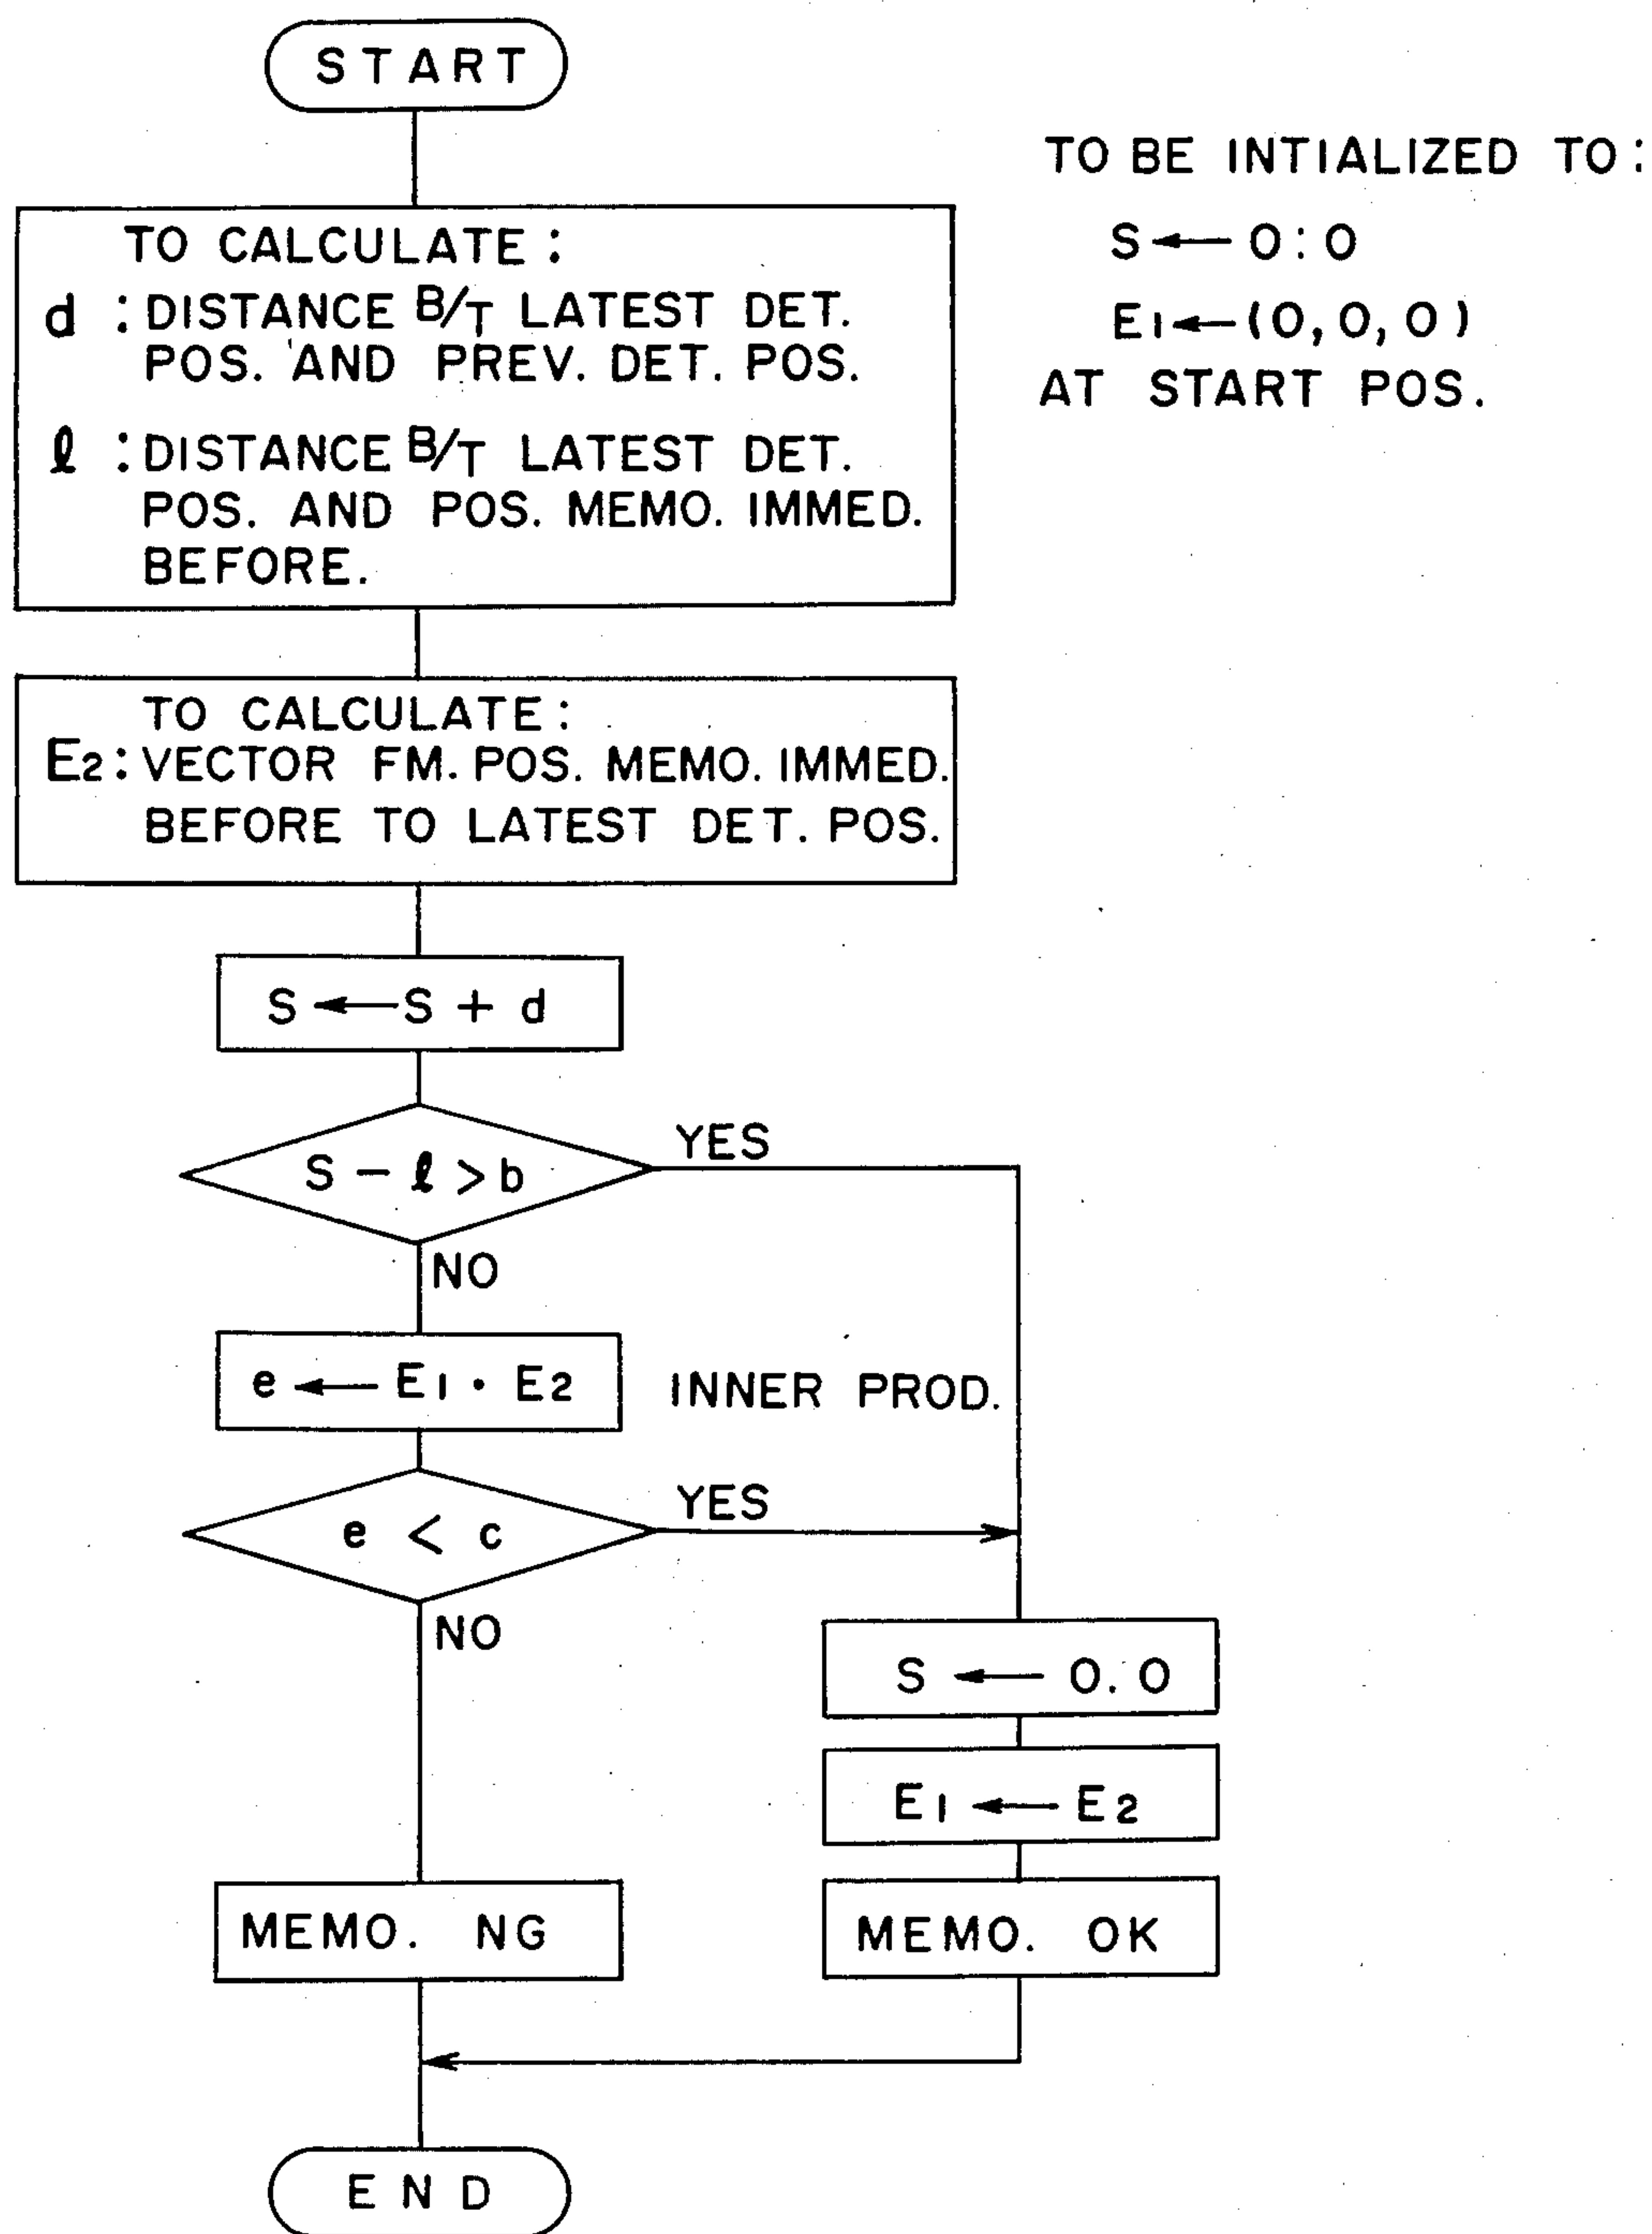 START
TO BE INTIALIZED TO:
S ← 0:0
E1 ← (0,0,0)
AT START POS.
TO CALCULATE:
d : DISTANCE B/T LATEST DET.
POS. AND PREV. DET. POS.
ℓ : DISTANCE B/T LATEST DET.
POS. AND POS. MEMO. IMMED.
BEFORE.
TO CALCULATE:
E2: VECTOR FM. POS. MEMO. IMMED.
BEFORE TO LATEST DET. POS.
S ← S + d
S - ℓ > b
YES
NO
e ← E1 · E2
INNER PROD.
e < c
YES
NO
S ← 0.0
E1 ← E2
MEMO. NG
MEMO. OK
END